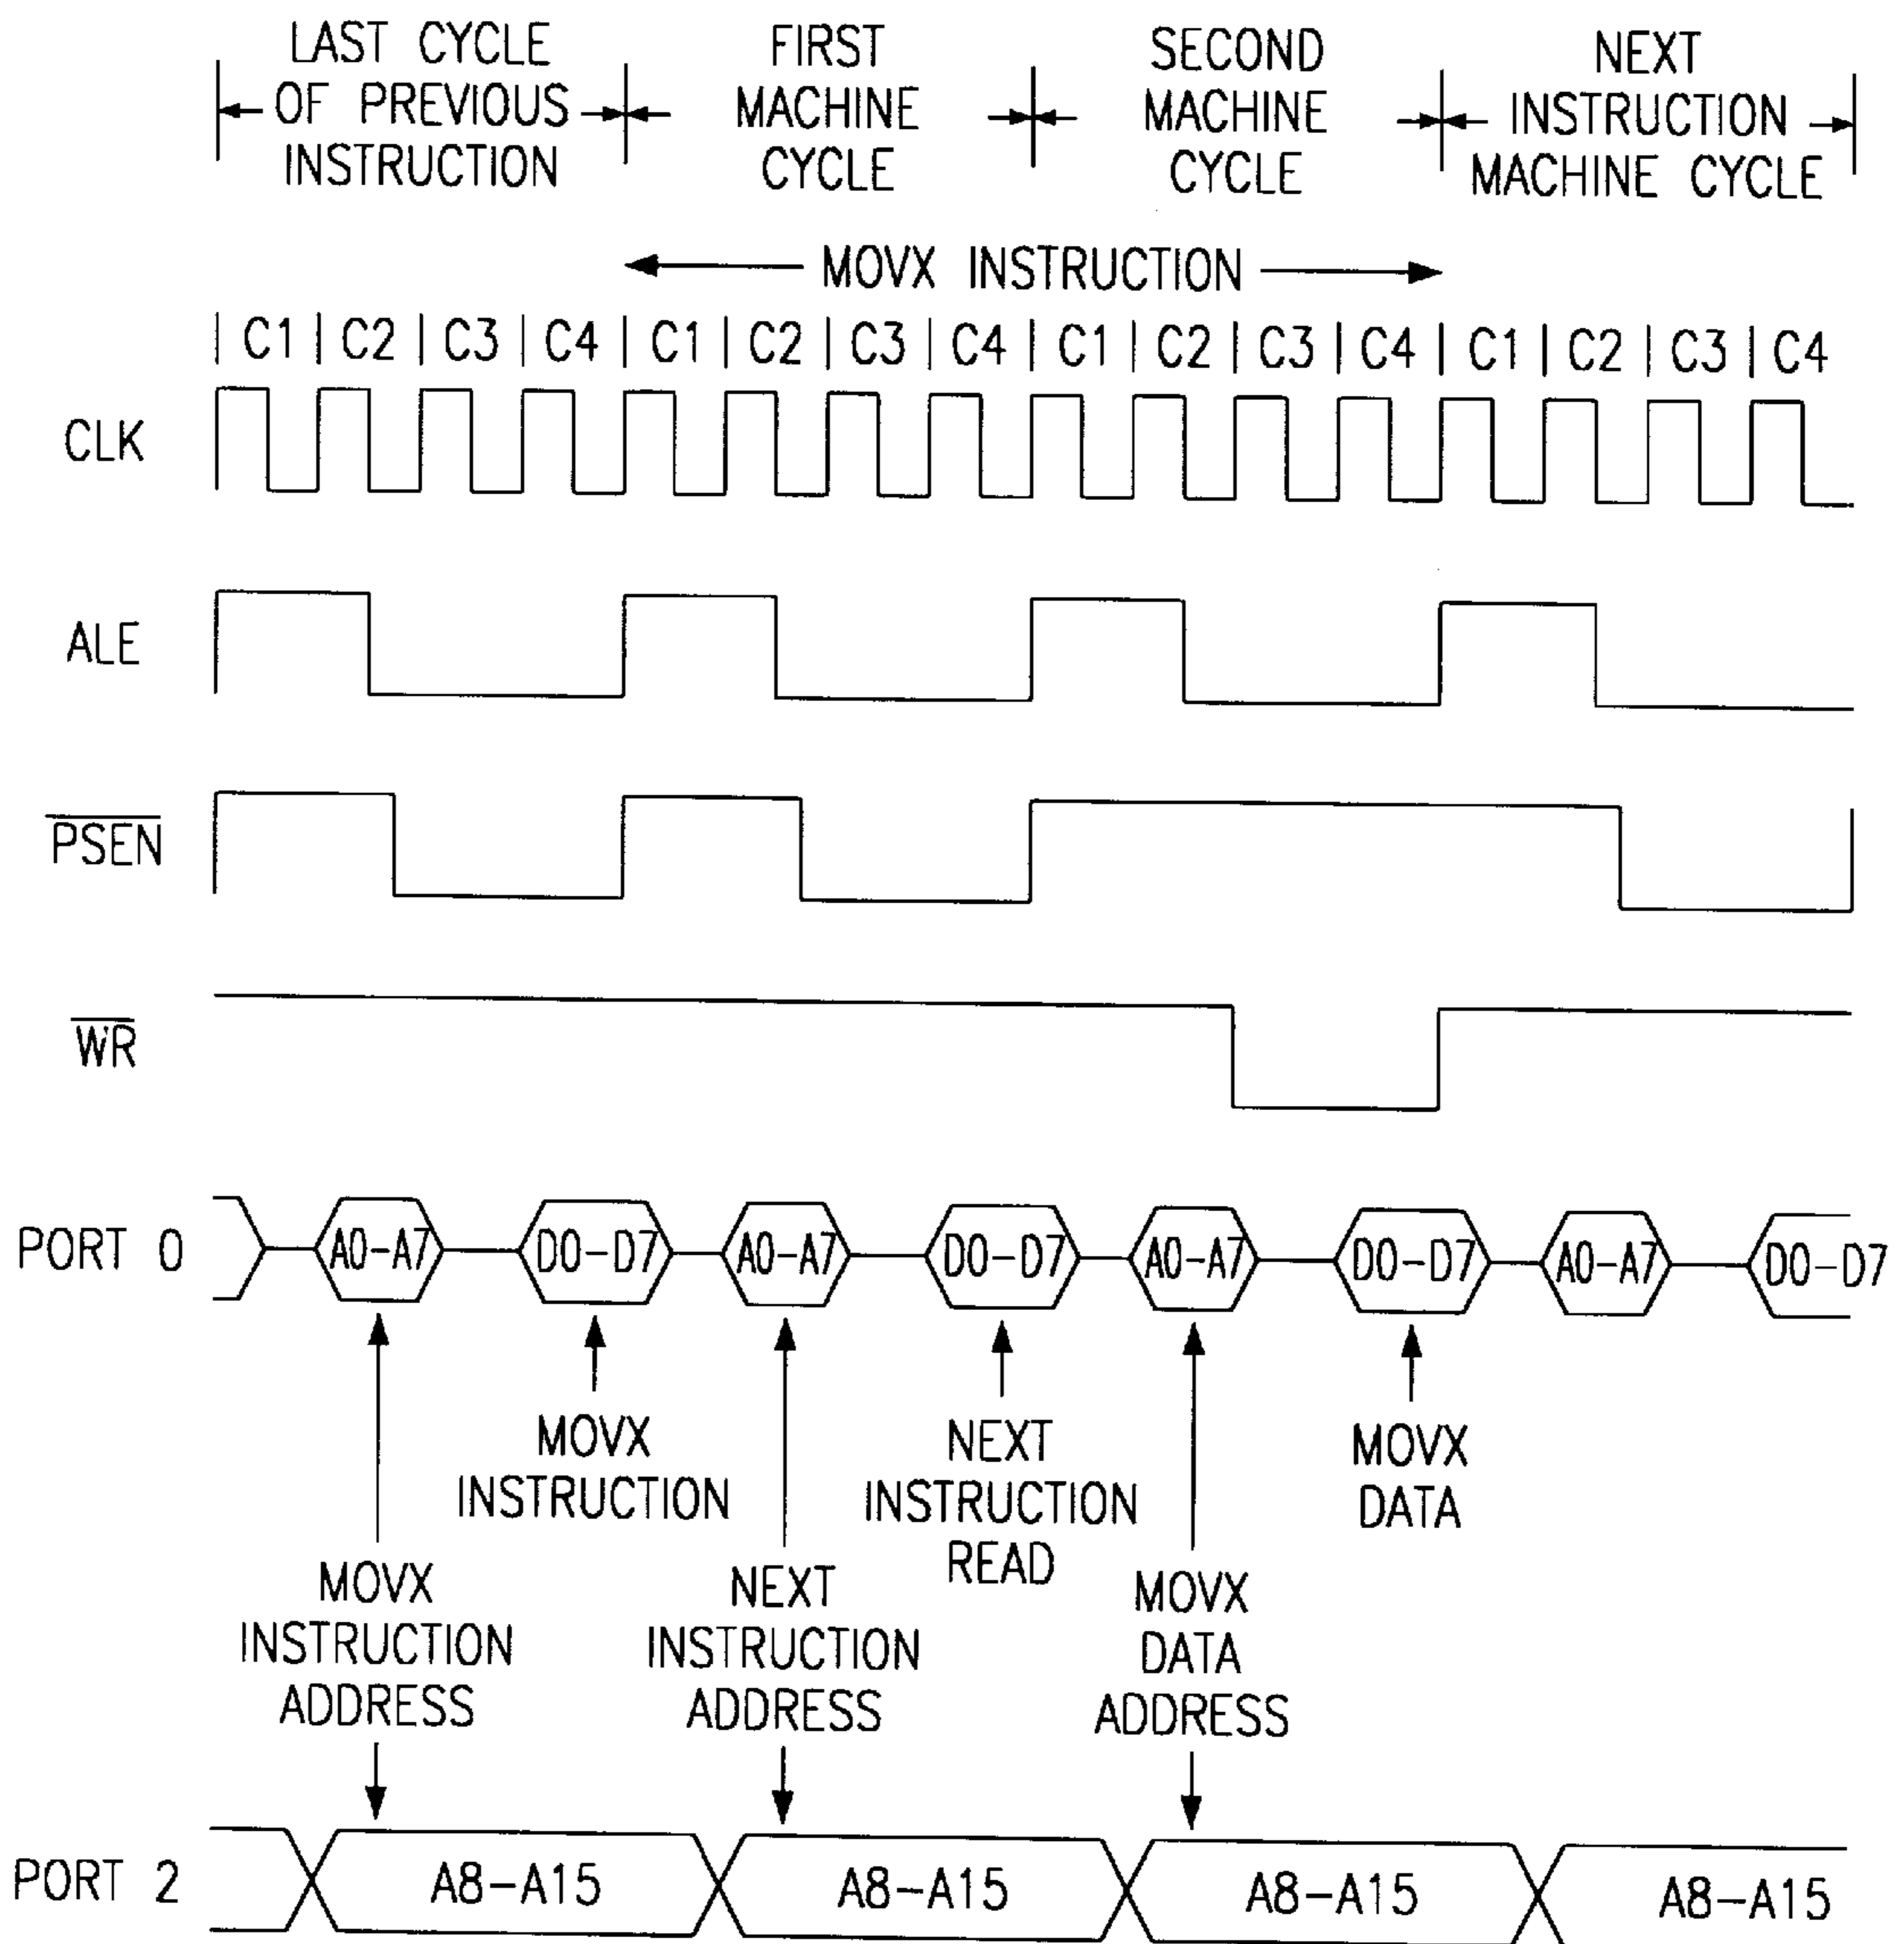 LAST CYCLE
OF PREVIOUS
INSTRUCTION
FIRST
MACHINE
CYCLE
SECOND
MACHINE
CYCLE
NEXT
INSTRUCTION
MACHINE CYCLE
MOVX INSTRUCTION
C1 C2 C3 C4 C1 C2 C3 C4 C1 C2 C3 C4 C1 C2 C3 C4
CLK
ALE
PSEN
WR
PORT 0
A0-A7 D0-D7 A0-A7 D0-D7 A0-A7 D0-D7 A0-A7 D0-D7
MOVX
INSTRUCTION
NEXT
INSTRUCTION
READ
MOVX
DATA
MOVX
INSTRUCTION
ADDRESS
NEXT
INSTRUCTION
ADDRESS
MOVX
DATA
ADDRESS
PORT 2
A8-A15 A8-A15 A8-A15 A8-A15